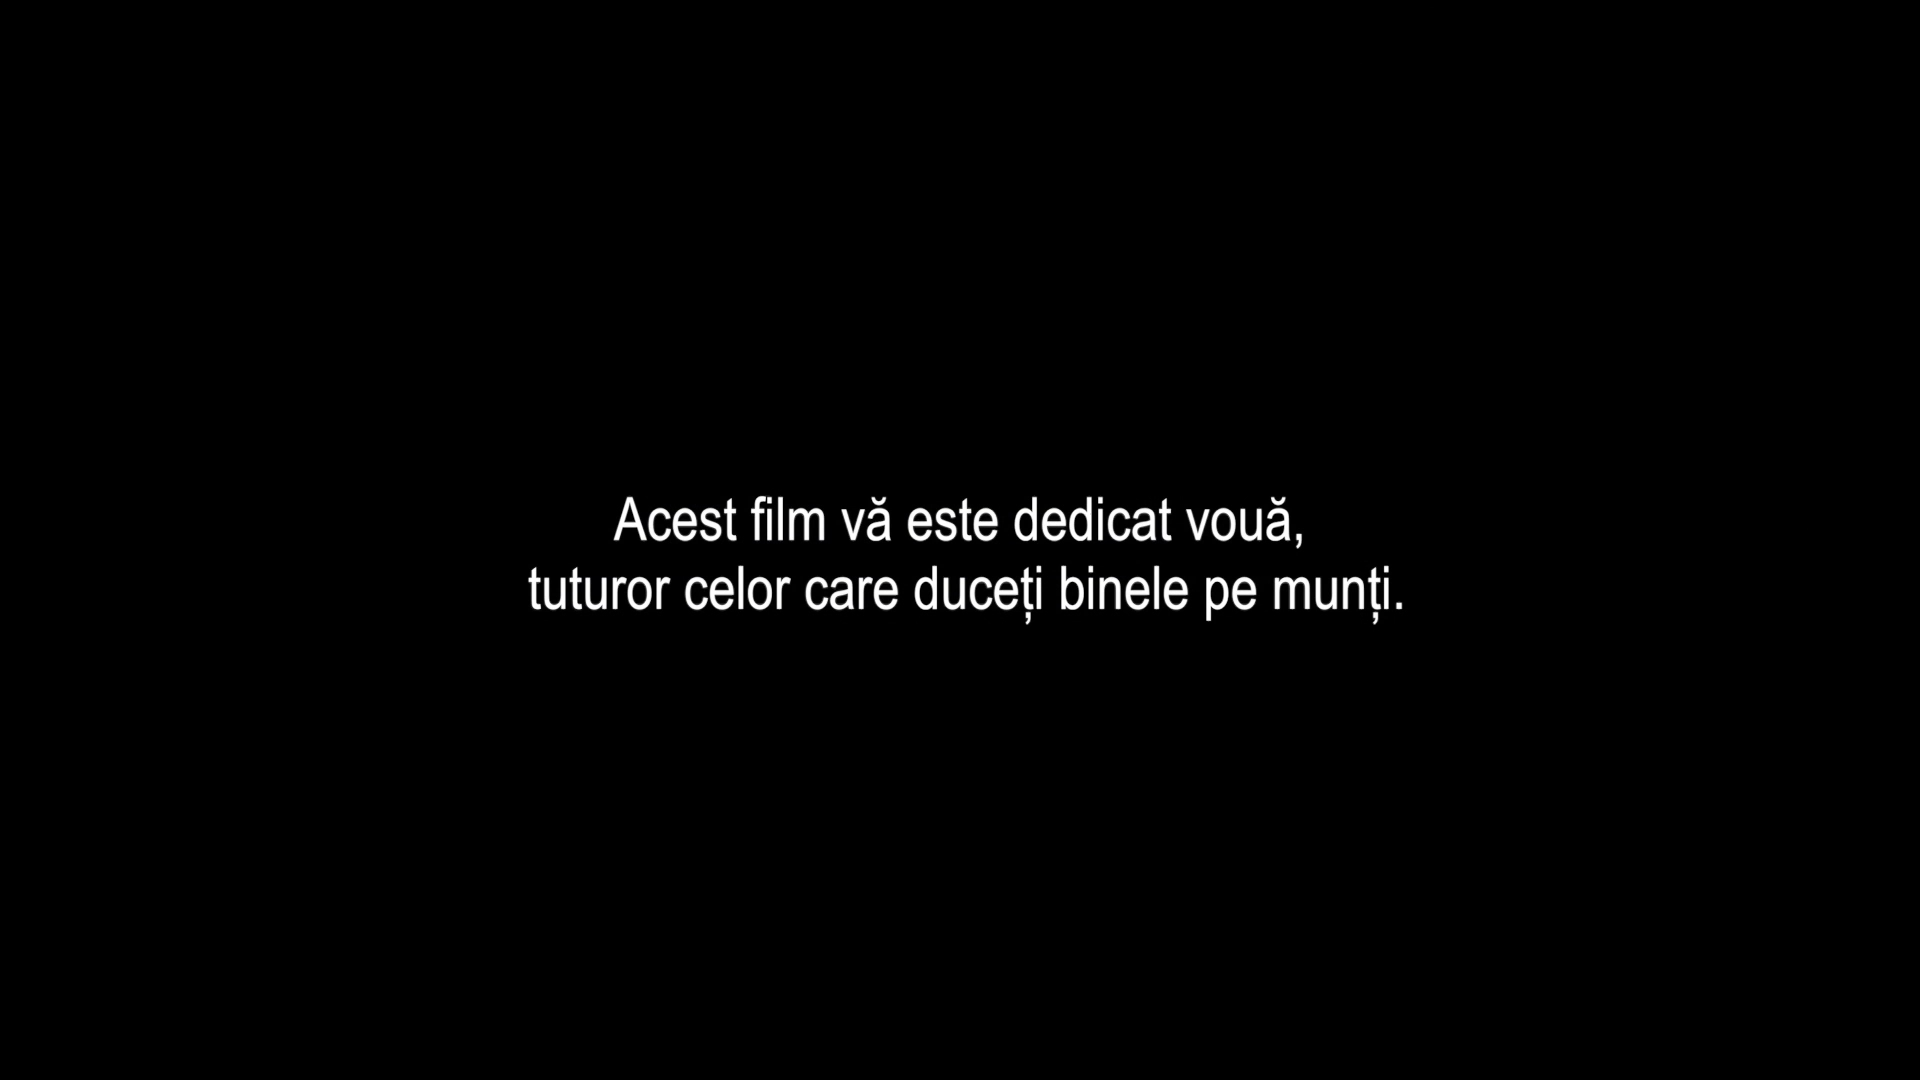 Acest film vă este dedicat vouă,
tuturor celor care duceți binele pe munți.